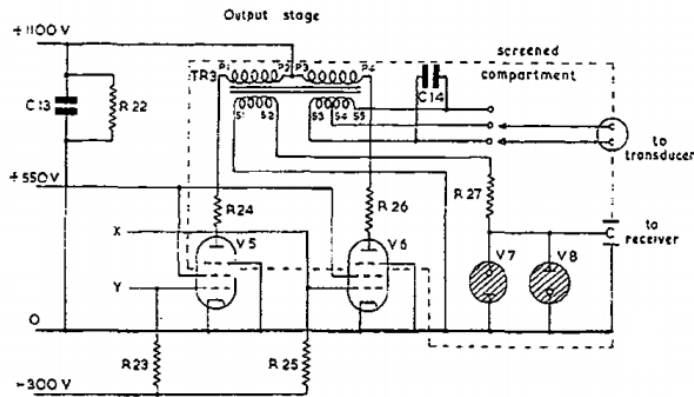 Output stage
+1100 V
screened
compartment
TR3
P1
P2
P3
P4
C13
R22
C14
S1
S2
S3
S4
S5
to
transducer
+550V
R24
R26
R27
to
receiver
X
V5
V6
V7
V8
Y
O
R23
R25
-300V